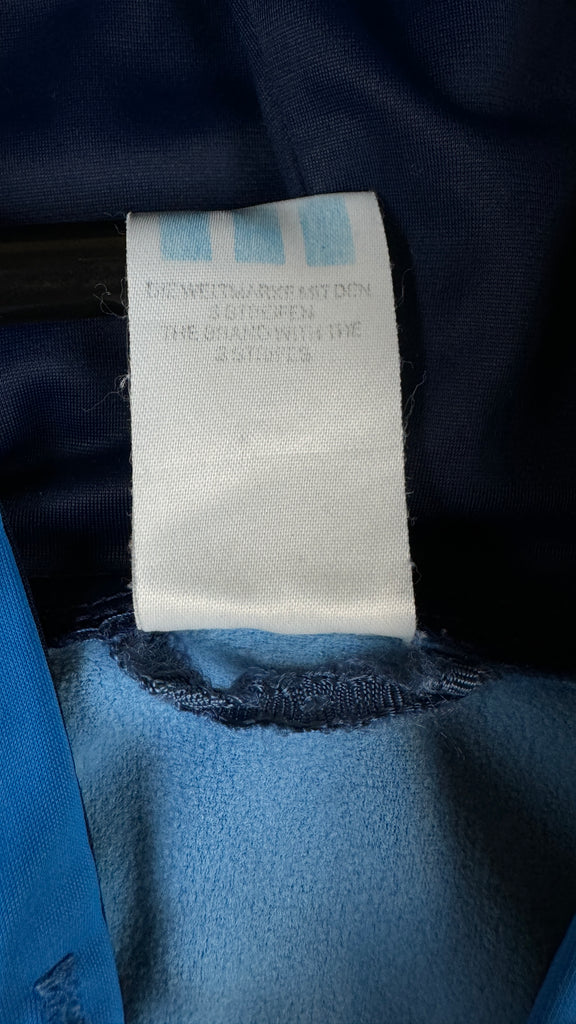 DIE WELTMARKE MIT DEN
3 STREIFEN
THE BRAND WITH THE
3 STRIPES